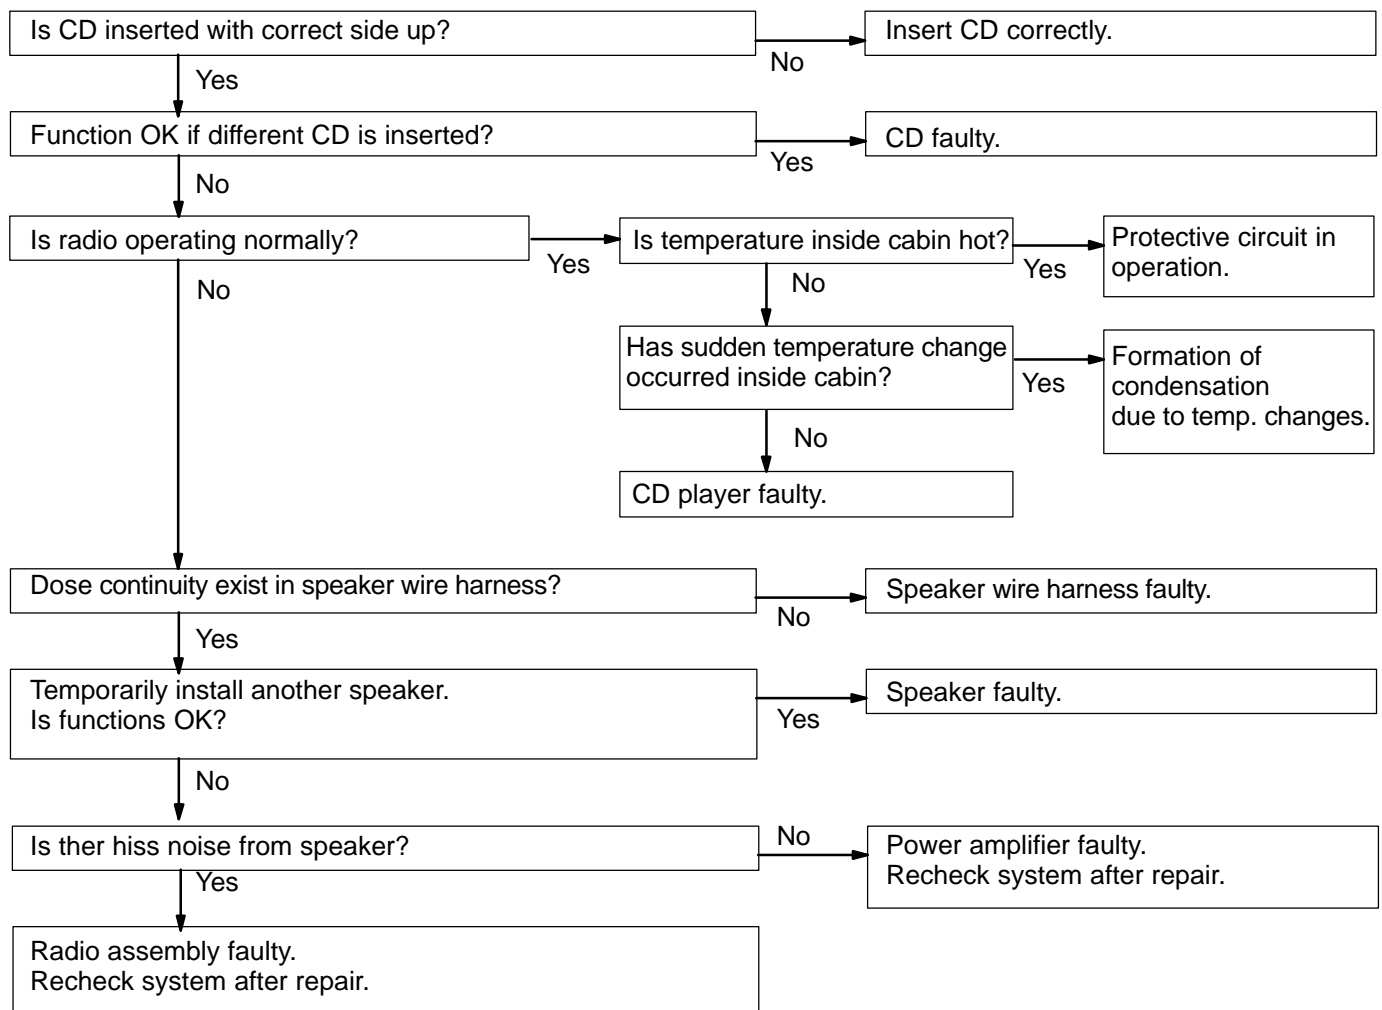 Is CD inserted with correct side up?
No
Insert CD correctly.
Yes
Function OK if different CD is inserted?
Yes
CD faulty.
No
Is radio operating normally?
Yes
Is temperature inside cabin hot?
Yes
Protective circuit in
operation.
No
No
Has sudden temperature change
occurred inside cabin?
Yes
Formation of
condensation
due to temp. changes.
No
CD player faulty.
Dose continuity exist in speaker wire harness?
No
Speaker wire harness faulty.
Yes
Temporarily install another speaker.
Is functions OK?
Yes
Speaker faulty.
No
Is ther hiss noise from speaker?
No
Power amplifier faulty.
Recheck system after repair.
Yes
Radio assembly faulty.
Recheck system after repair.